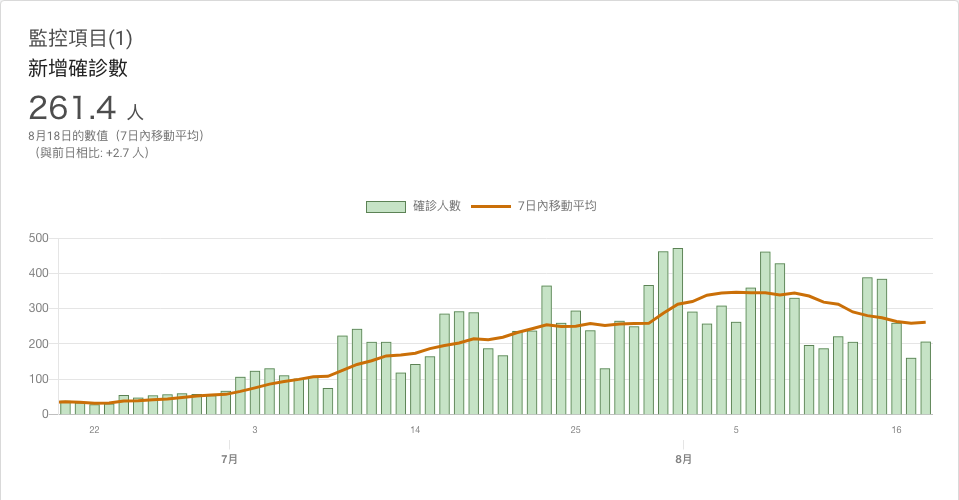 監控項目(1)
新增確診數
261.4 人
8月18日的數值（7日內移動平均）
（與前日相比: +2.7 人）
確診人數 7日內移動平均
500
400
300
200
100
0
22 3 14 25 5 16
7月 8月